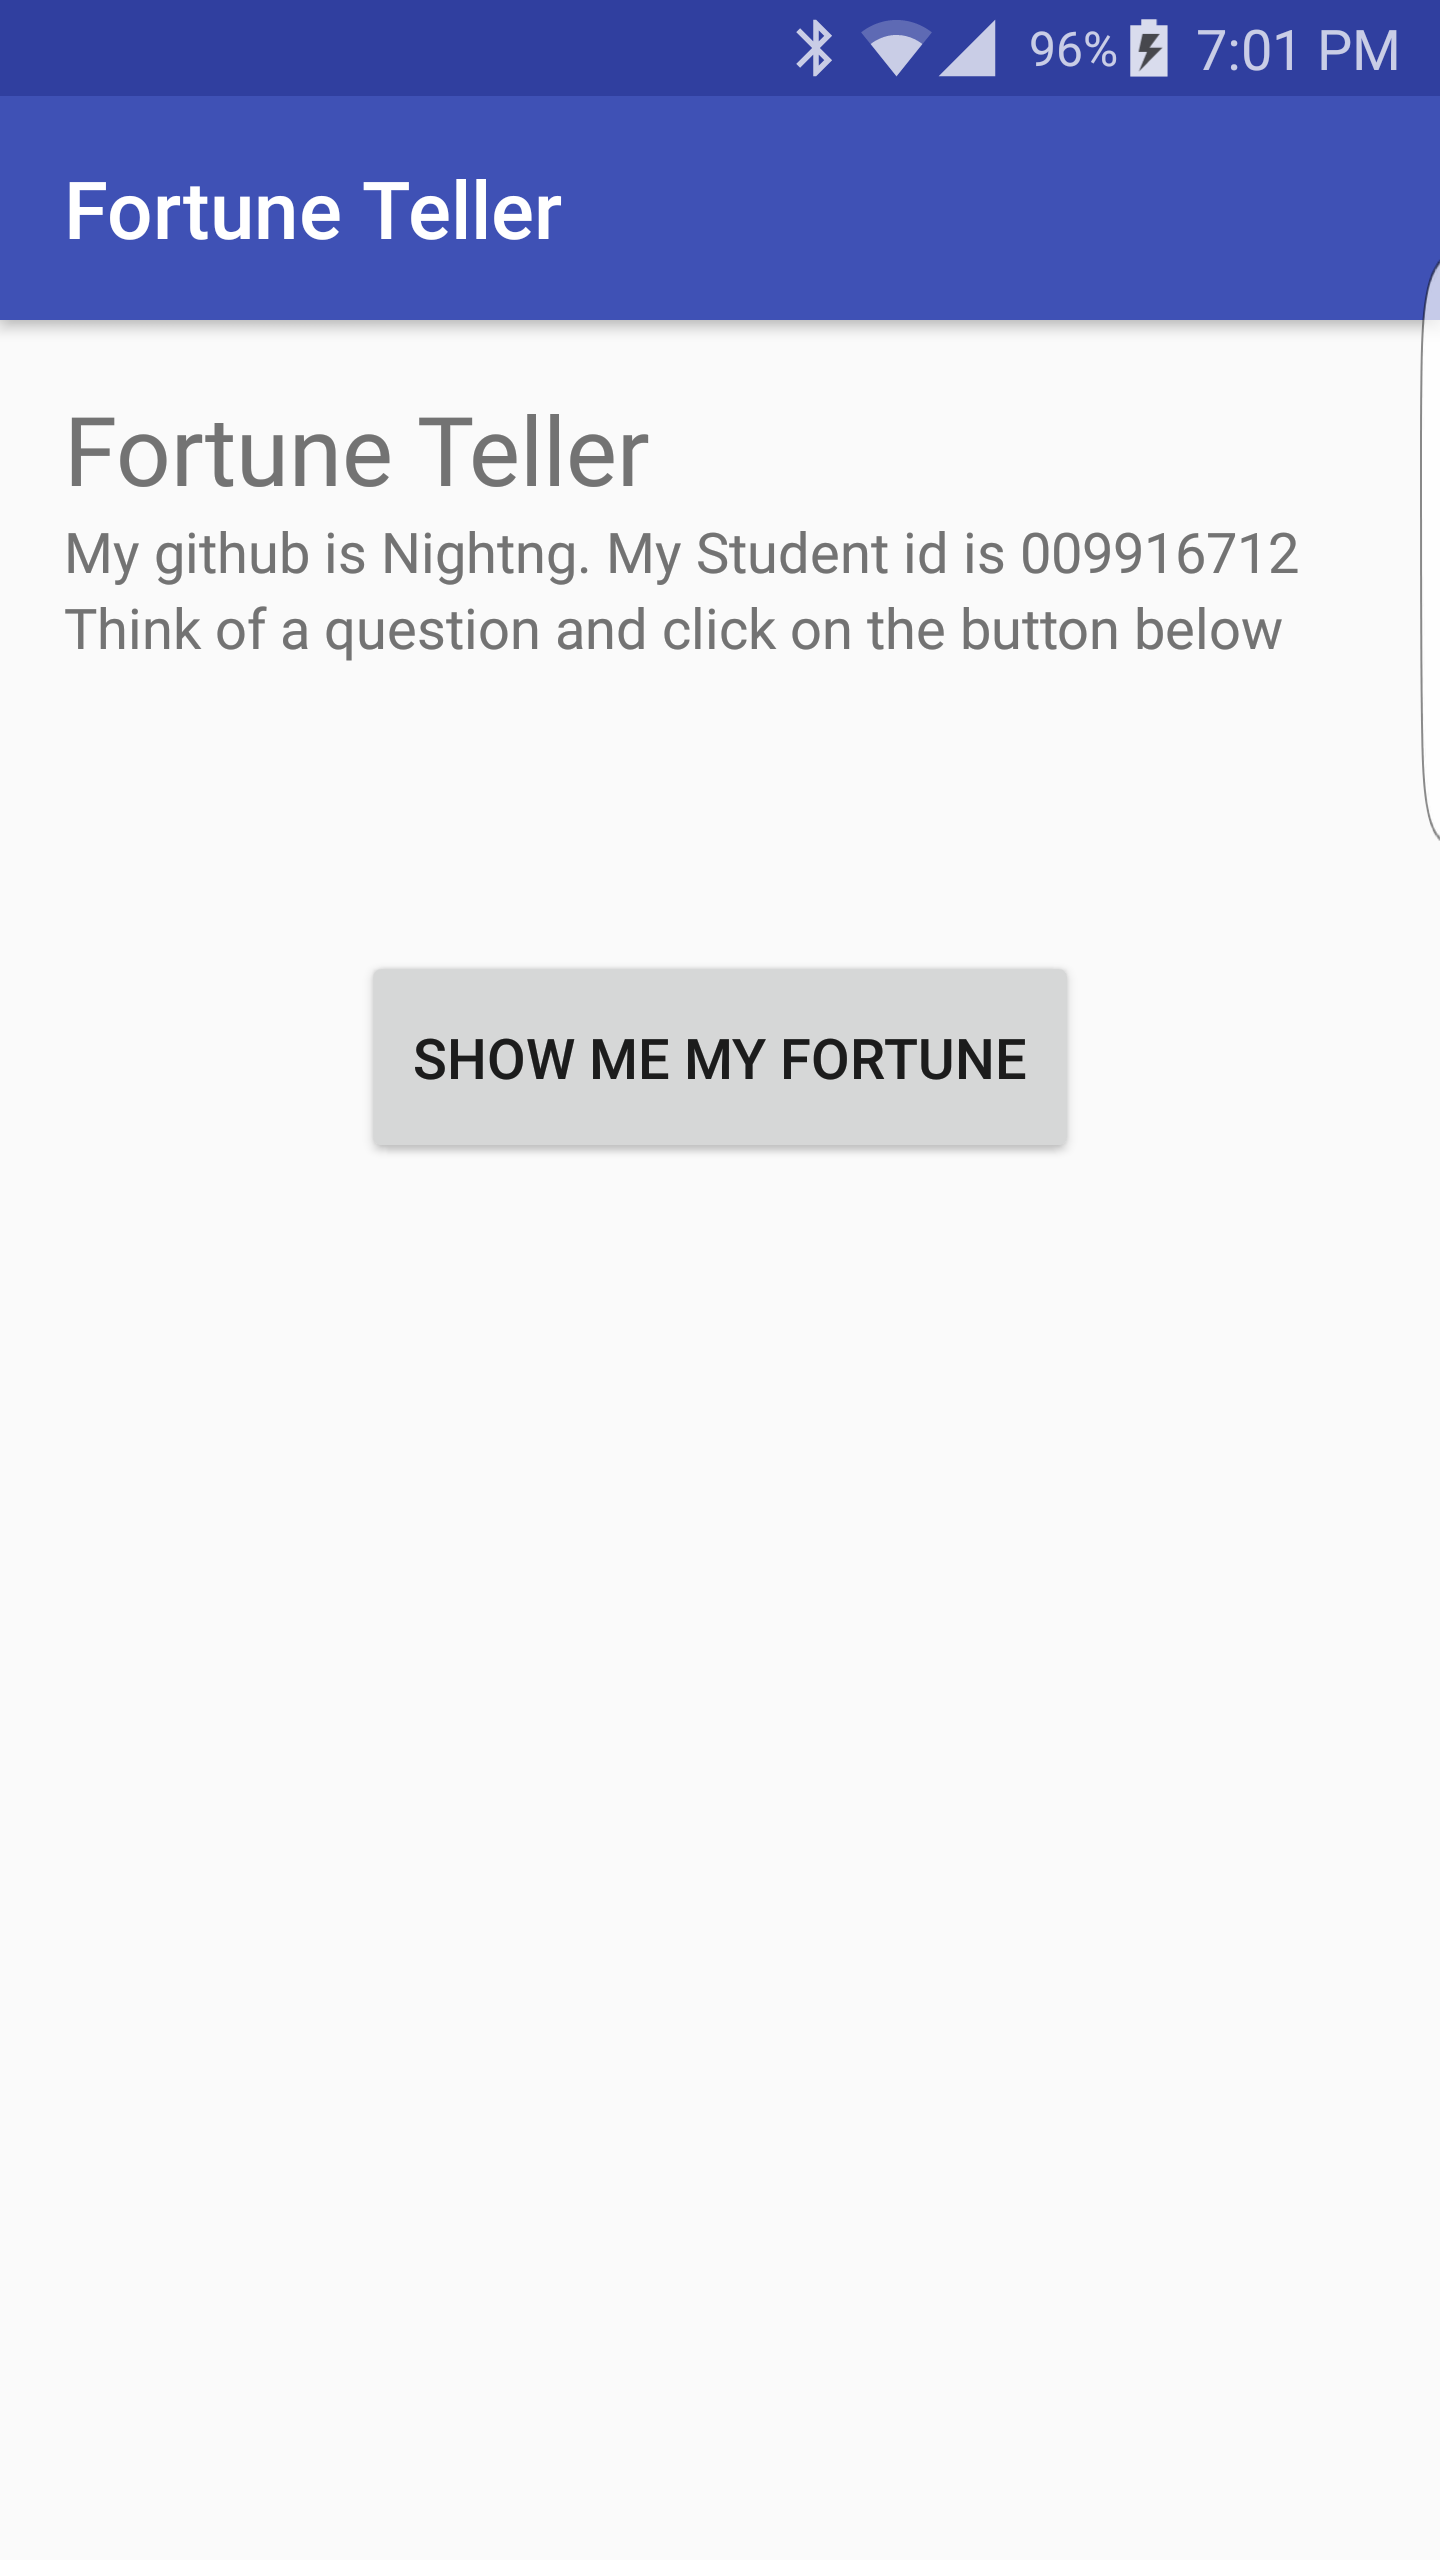 96% 7:01 PM
Fortune Teller
Fortune Teller
My github is Nightng. My Student id is 009916712
Think of a question and click on the button below
SHOW ME MY FORTUNE